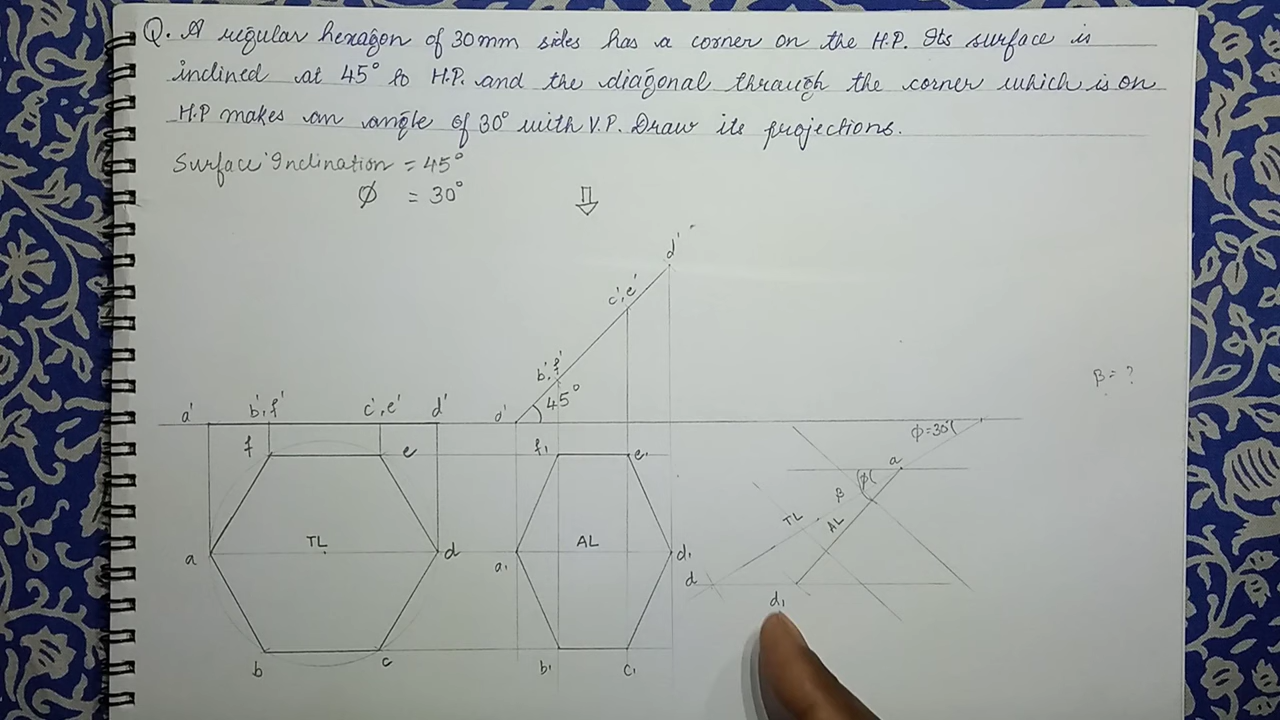 Q. A regular hexagon of 30mm sides has a corner on the H.P. Its surface is
inclined at 45° to H.P. and the diagonal through the corner which is on
H.P makes an angle of 30° with V.P. Draw its projections.
Surface Inclination = 45°
φ = 30°
d'
c', e'
b', f'
45°
β = ?
a' b', f' c', e' d' a' φ=30°
f e f₁ e₁ a
φ
β
TL AL TL AL
a d a₁ d₁ d
d₁
b c b₁ c₁